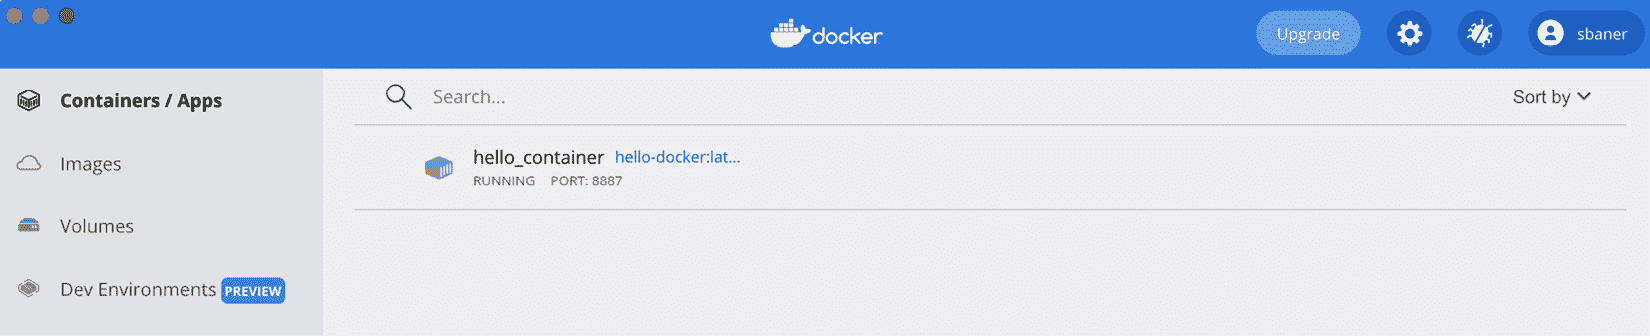 docker
Upgrade
sbaner
Containers / Apps
Images
Volumes
Dev Environments PREVIEW
Search...
Sort by
hello_container hello-docker:lat...
RUNNING PORT: 8887